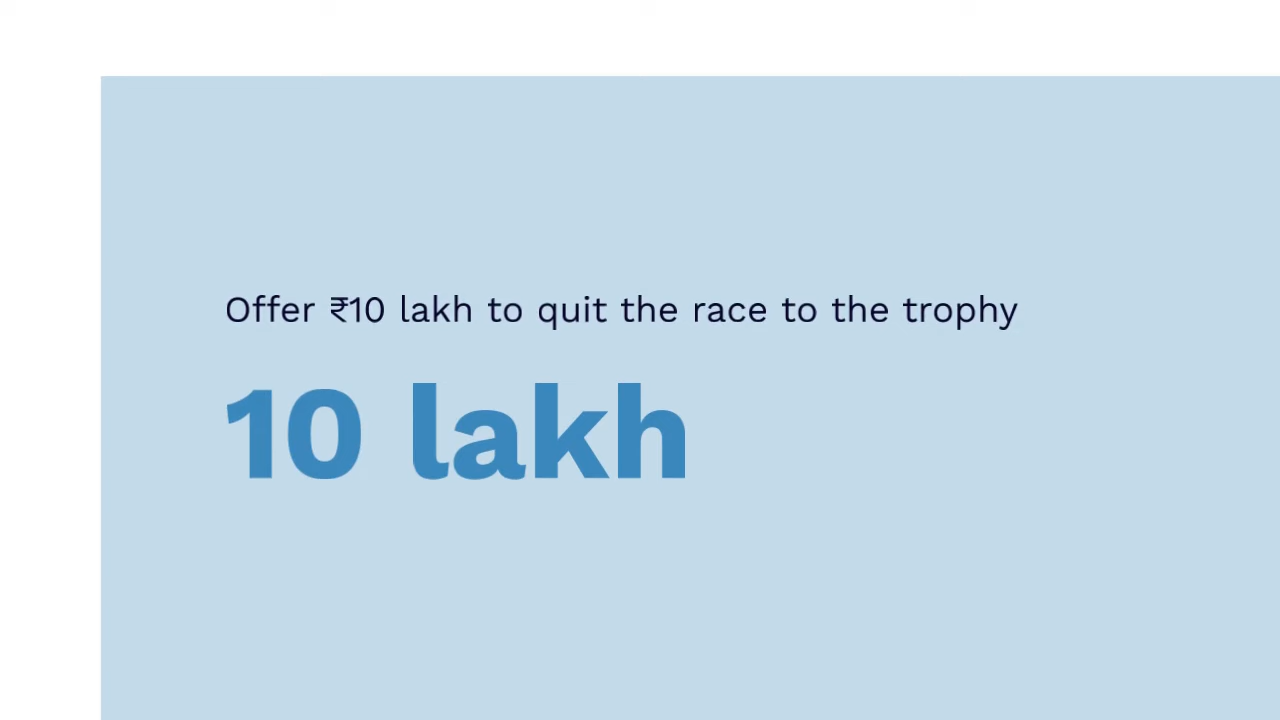 Offer ₹10 lakh to quit the race to the trophy
10 lakh